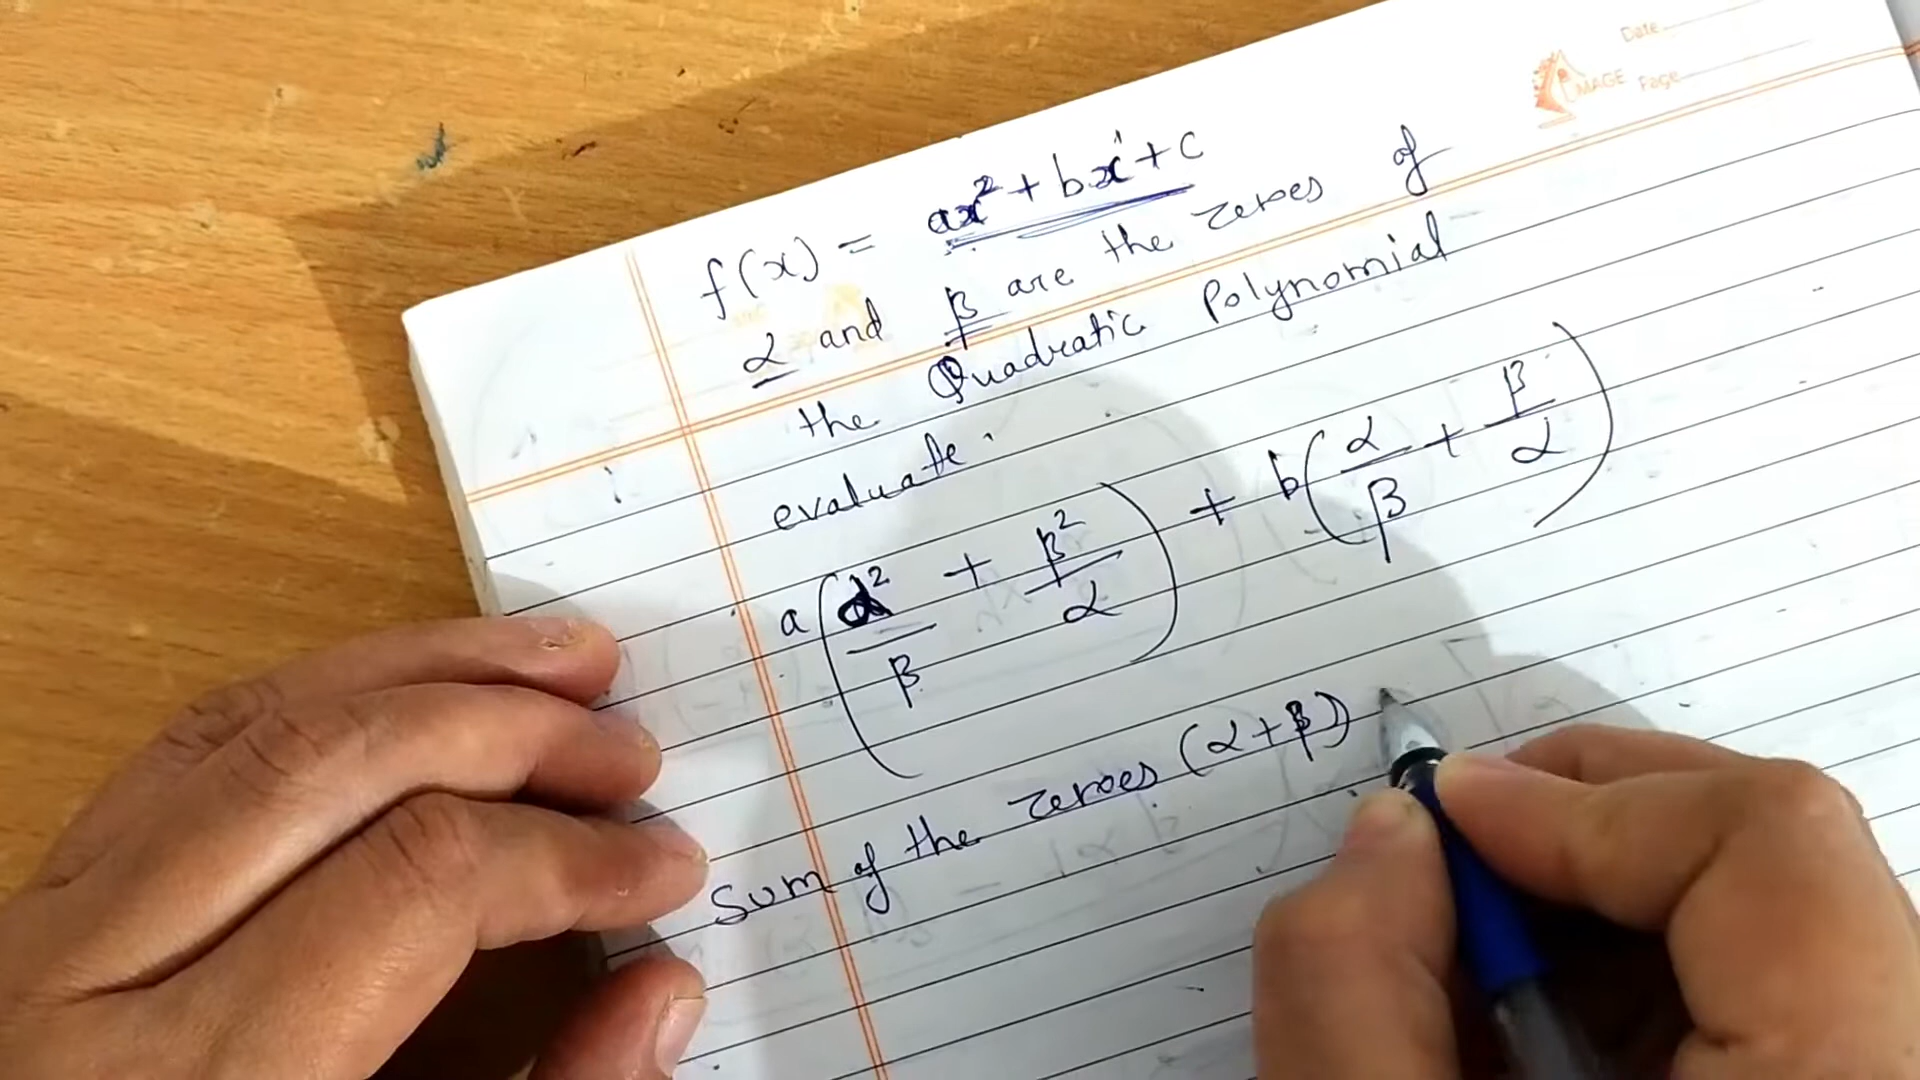 Date
IMAGE Page
f(x) = ax² + bx¹ + c
α and β are the zeroes of
the Quadratic Polynomial
evaluate.
a(α²/β + β²/α) + b(α/β + β/α)
Sum of the zeroes (α+β)